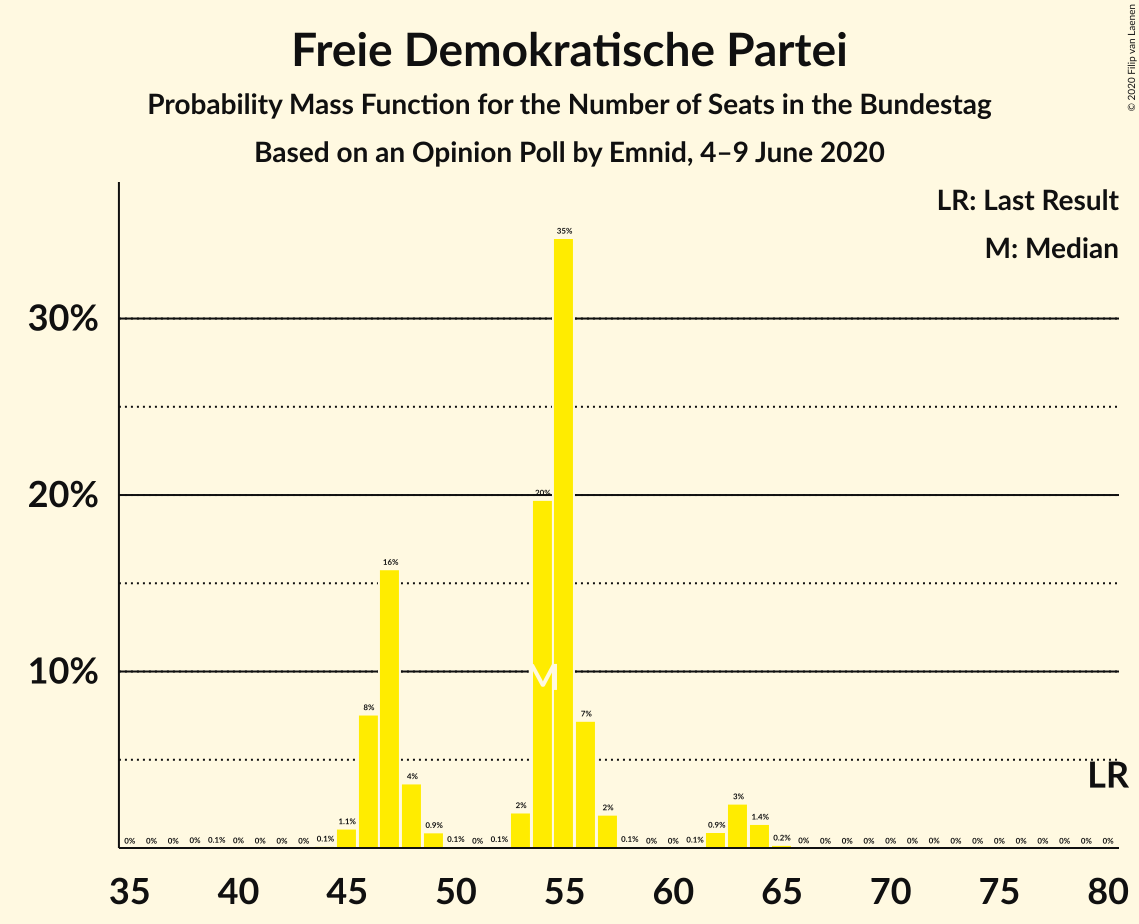 Freie Demokratische Partei
Probability Mass Function for the Number of Seats in the Bundestag
Based on an Opinion Poll by Emnid, 4–9 June 2020
© 2020 Filip van Laenen
LR: Last Result
M: Median
30%
20%
10%
0% 0% 0% 0% 0.1% 0% 0% 0% 0% 0.1% 1.1% 8% 16% 4% 0.9% 0.1% 0% 0.1% 2% 20% 35% 7% 2% 0.1% 0% 0% 0.1% 0.9% 3% 1.4% 0.2% 0% 0% 0% 0% 0% 0% 0% 0% 0% 0% 0% 0% 0% 0% 0%
M
LR
35 40 45 50 55 60 65 70 75 80